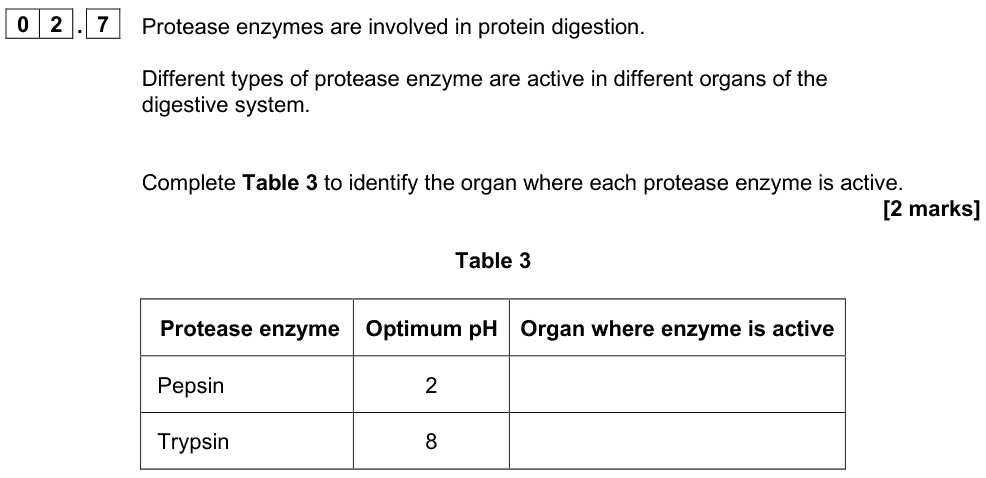 02.7 Protease enzymes are involved in protein digestion.
Different types of protease enzyme are active in different organs of the
digestive system.
Complete Table 3 to identify the organ where each protease enzyme is active.
[2 marks]
Table 3
Protease enzyme Optimum pH Organ where enzyme is active
Pepsin 2
Trypsin 8